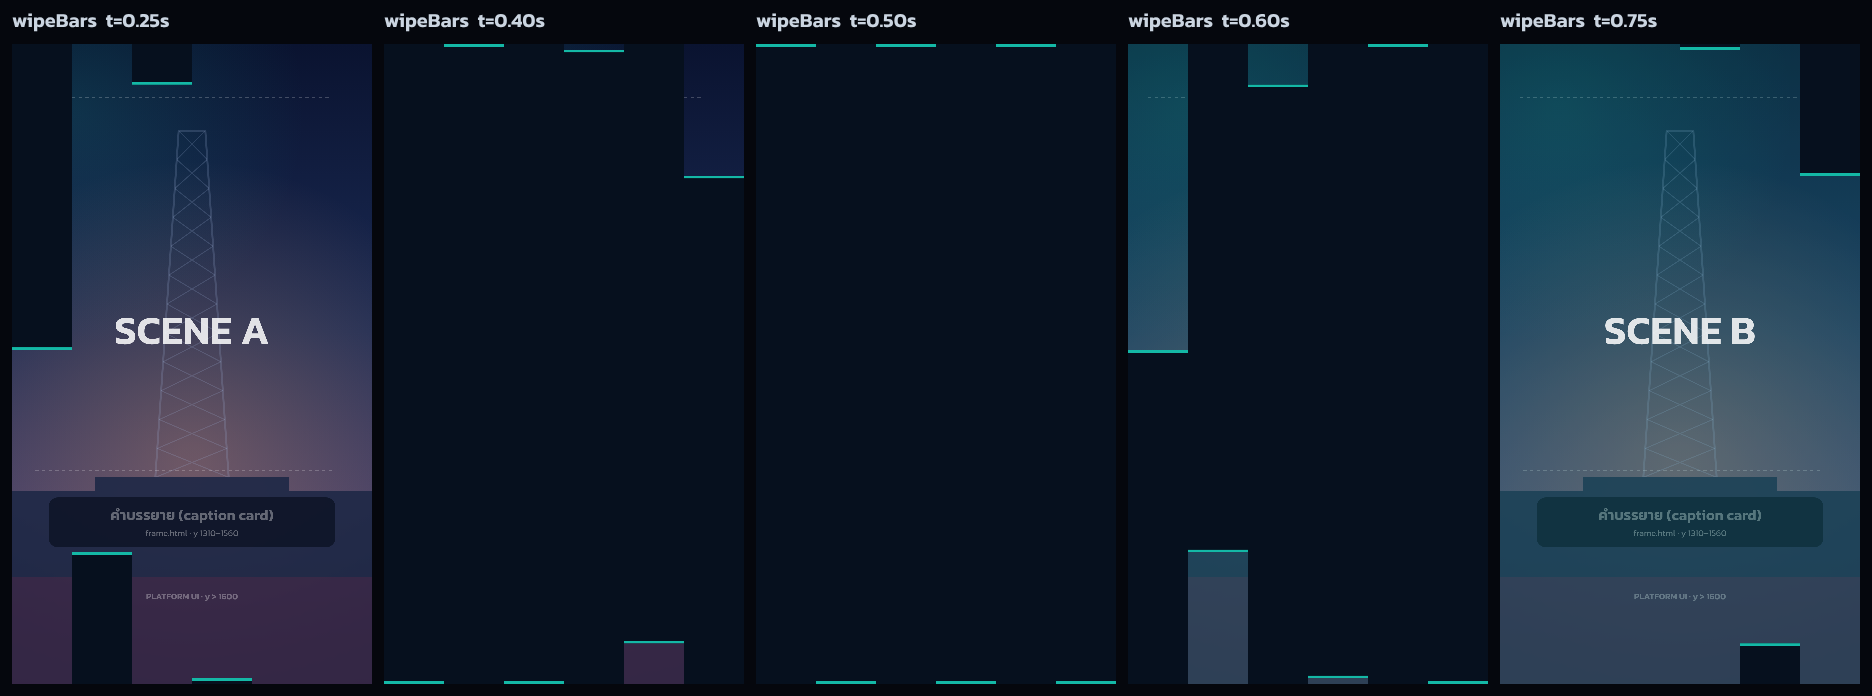 wipeBars t=0.25s
wipeBars t=0.40s
wipeBars t=0.50s
wipeBars t=0.60s
wipeBars t=0.75s
SCENE A
คำบรรยาย (caption card)
frame.html · y 1310–1560
PLATFORM UI · y > 1600
SCENE B
คำบรรยาย (caption card)
frame.html · y 1310–1560
PLATFORM UI · y > 1600